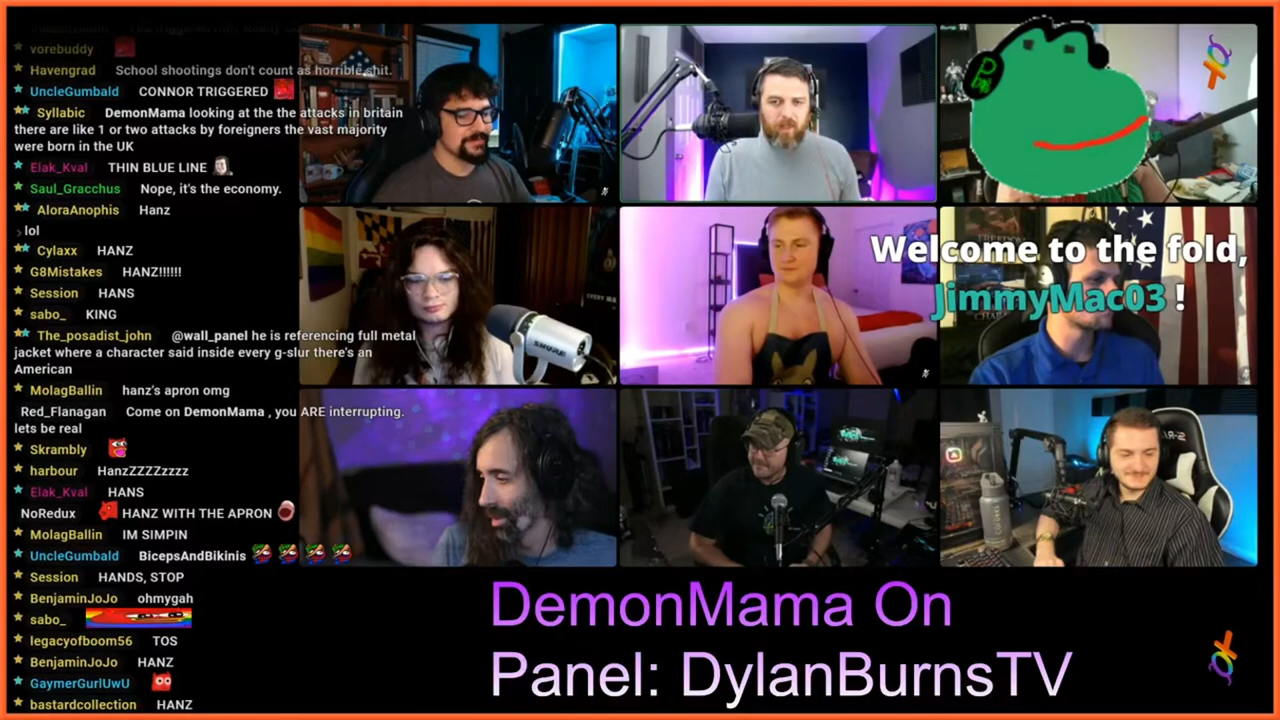 vorebuddy
Havengrad School shootings don't count as horrible shit.
UncleGumbald CONNOR TRIGGERED
Syllabic DemonMama looking at the the attacks in britain
there are like 1 or two attacks by foreigners the vast majority
were born in the UK
Elak_Kval THIN BLUE LINE
Saul_Gracchus Nope, it's the economy.
AloraAnophis Hanz
lol
Cylaxx HANZ
G8Mistakes HANZ!!!!!!
Session HANS
sabo_ KING
The_posadist_john @wall_panel he is referencing full metal
jacket where a character said inside every g-slur there's an
American
MolagBallin hanz's apron omg
Red_Flanagan Come on DemonMama , you ARE interrupting.
lets be real
Skrambly
harbour HanzZZZZzzzz
Elak_Kval HANS
NoRedux HANZ WITH THE APRON
MolagBallin IM SIMPIN
UncleGumbald BicepsAndBikinis
Session HANDS, STOP
BenjaminJoJo ohmygah
sabo_
legacyofboom56 TOS
BenjaminJoJo HANZ
GaymerGurlUwU
bastardcollection HANZ
Welcome to the fold,
JimmyMac03 !
SHURE
DemonMama On
Panel: DylanBurnsTV